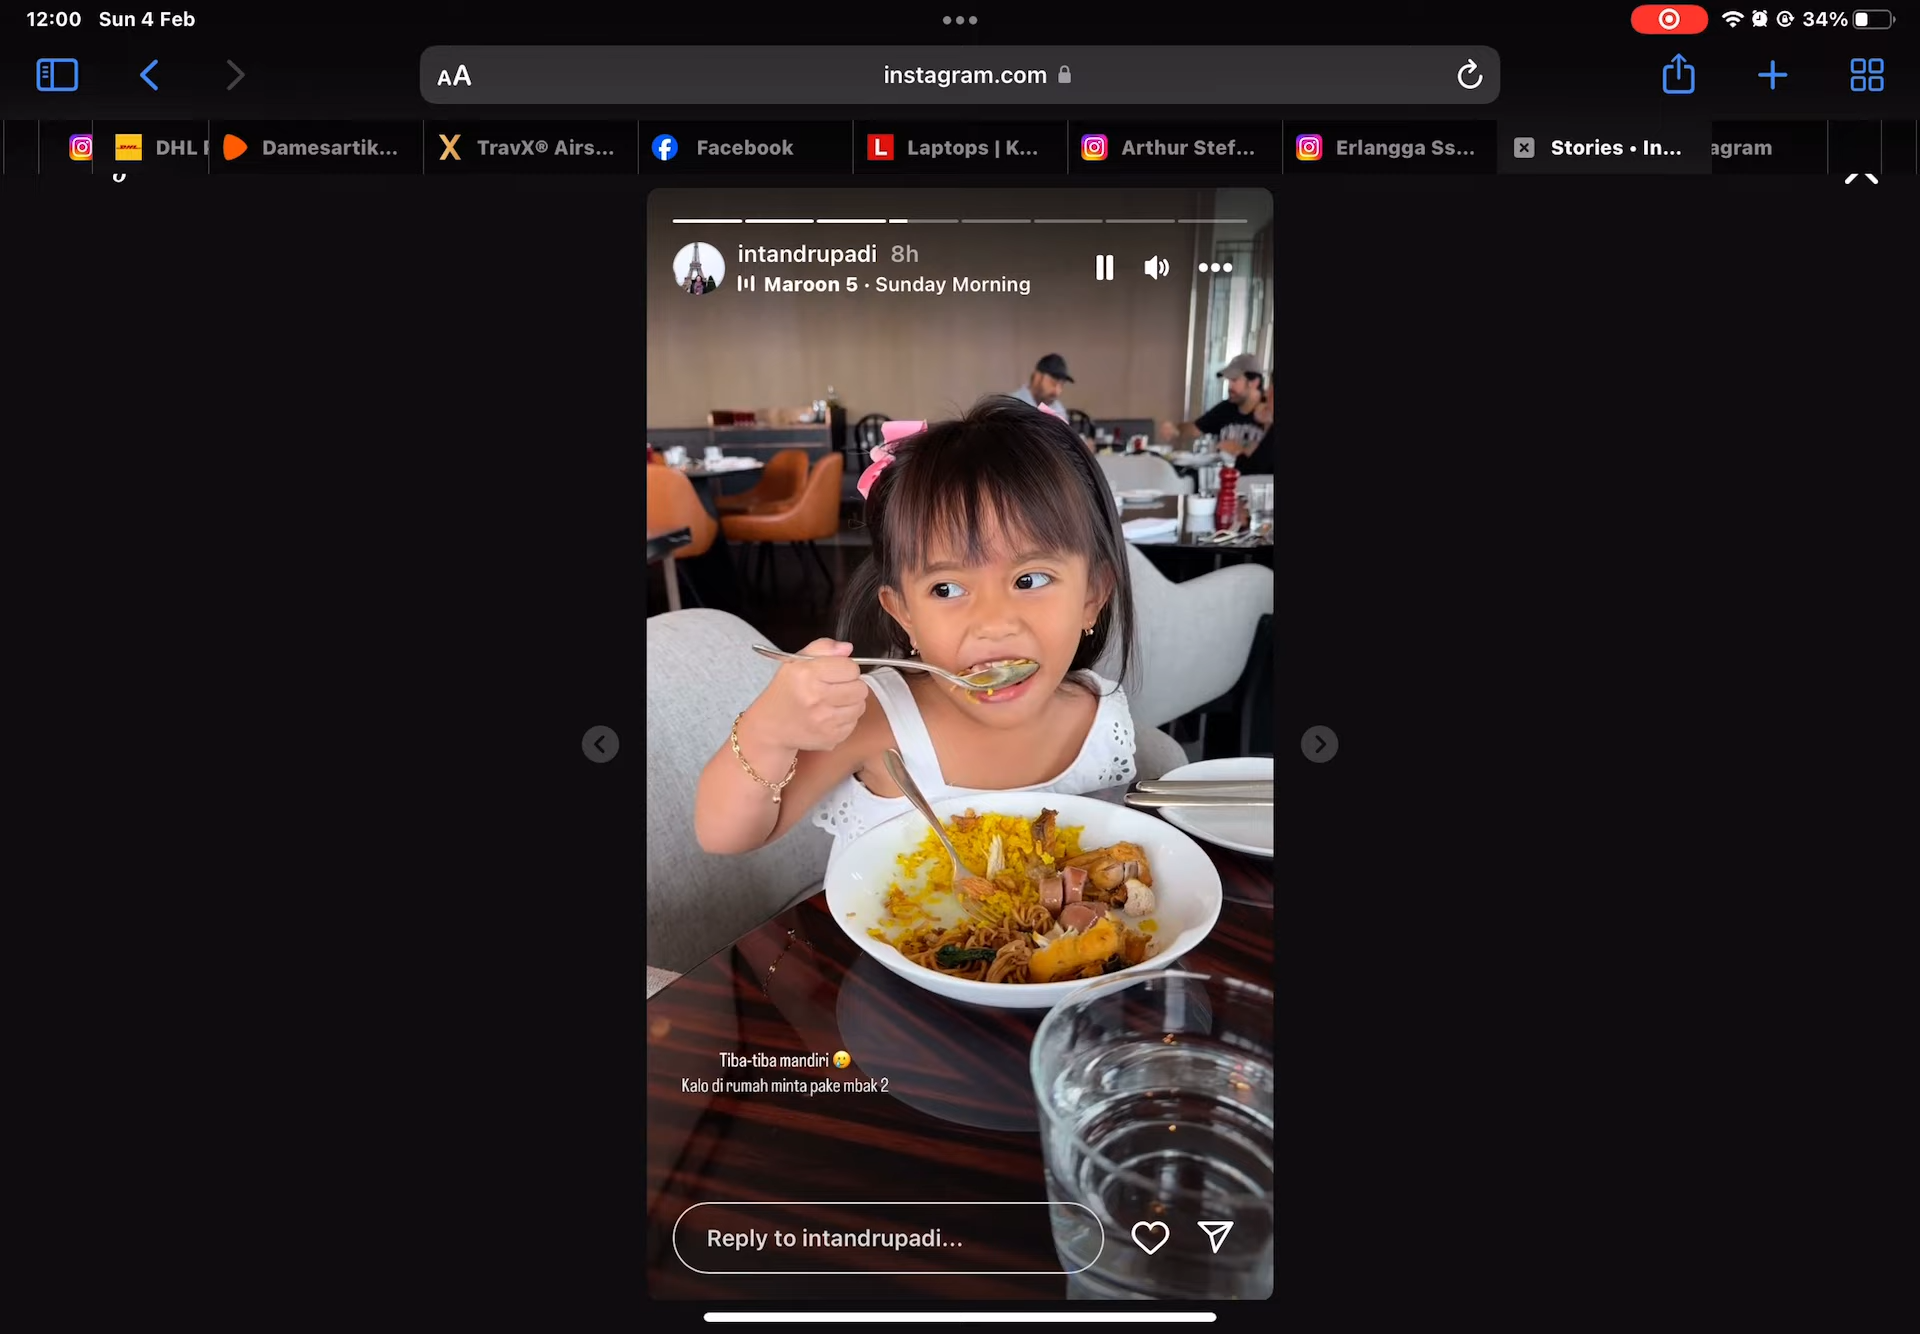 12:00 Sun 4 Feb
34%
AA
instagram.com
DHL
Damesartik...
TravX® Airs...
Facebook
L
Laptops | K...
Arthur Stef...
Erlangga Ss...
Stories • In...
agram
intandrupadi 8h
Maroon 5 • Sunday Morning
Tiba-tiba mandiri 🥲
Kalo di rumah minta pake mbak 2
Reply to intandrupadi...